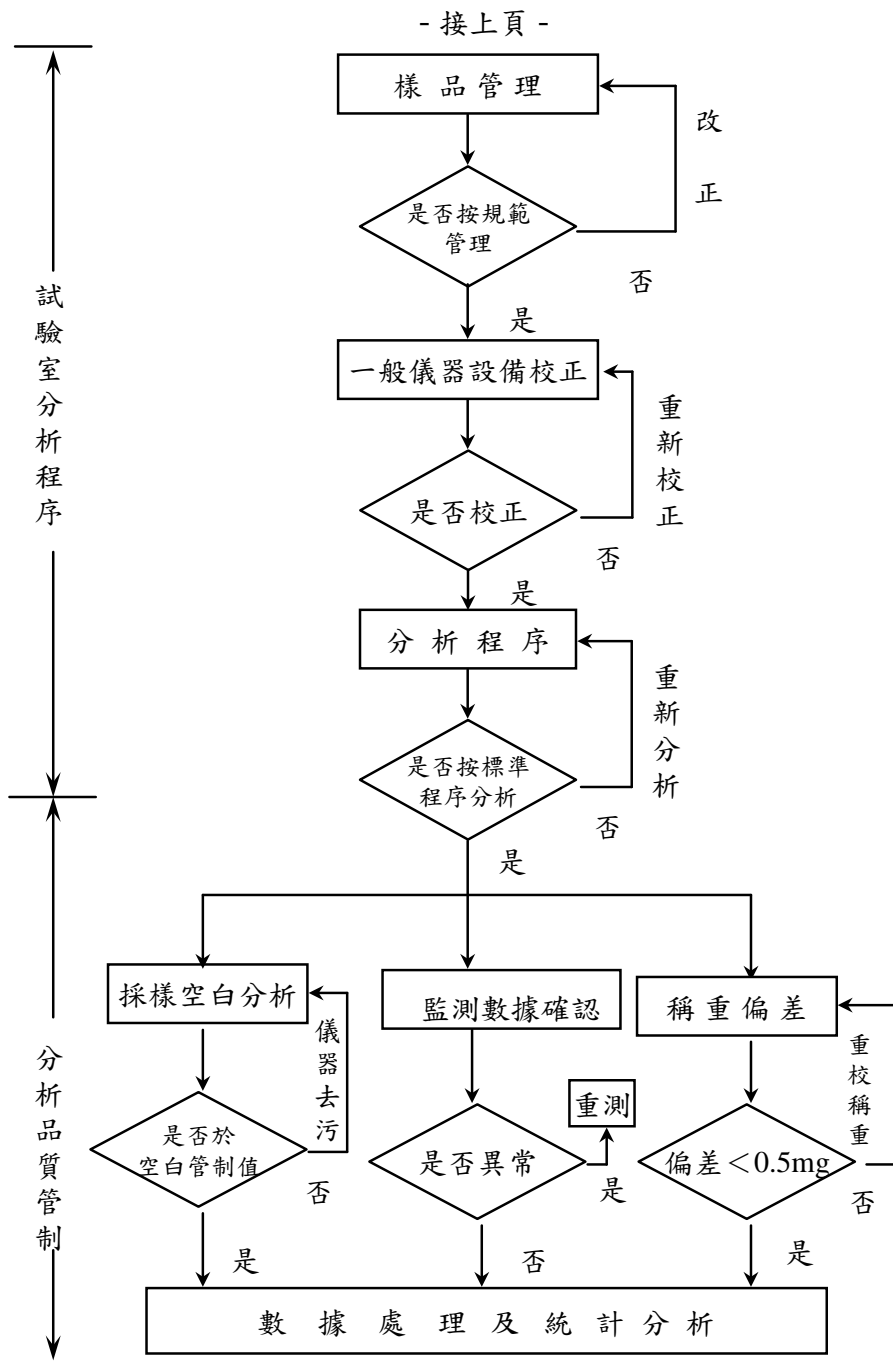 - 接上頁 -
樣品管理
改正
是否按規範
管理
否
是
一般儀器設備校正
重新校正
是否校正
否
是
分析程序
重新分析
是否按標準
程序分析
否
是
試驗室分析程序
採樣空白分析
儀器去污
是否於
空白管制值
否
是
監測數據確認
重測
是否異常
是
否
稱重偏差
重校稱重
偏差＜0.5mg
否
是
分析品質管制
數據處理及統計分析